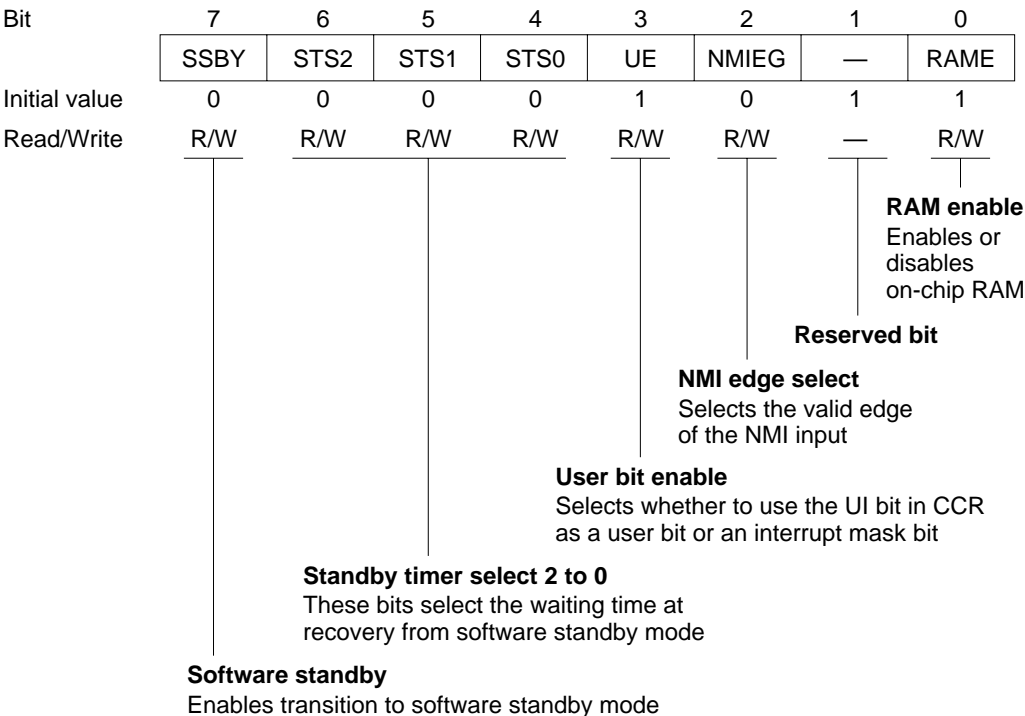 Bit 7 6 5 4 3 2 1 0
SSBY STS2 STS1 STS0 UE NMIEG — RAME
Initial value 0 0 0 0 1 0 1 1
Read/Write R/W R/W R/W R/W R/W R/W — R/W
RAM enable
Enables or
disables
on-chip RAM
Reserved bit
NMI edge select
Selects the valid edge
of the NMI input
User bit enable
Selects whether to use the UI bit in CCR
as a user bit or an interrupt mask bit
Standby timer select 2 to 0
These bits select the waiting time at
recovery from software standby mode
Software standby
Enables transition to software standby mode